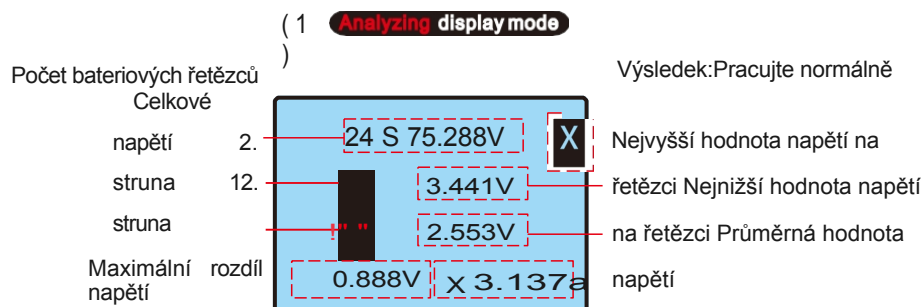 ( 1 Analyzing display mode
)
Počet bateriových řetězců
Celkové
napětí 2.
struna 12.
struna
Maximální rozdíl
napětí
24 S 75.288V
X
3.441V
!" "
2.553V
0.888V
x 3.137a
Výsledek:Pracujte normálně
Nejvyšší hodnota napětí na
řetězci Nejnižší hodnota napětí
na řetězci Průměrná hodnota
napětí